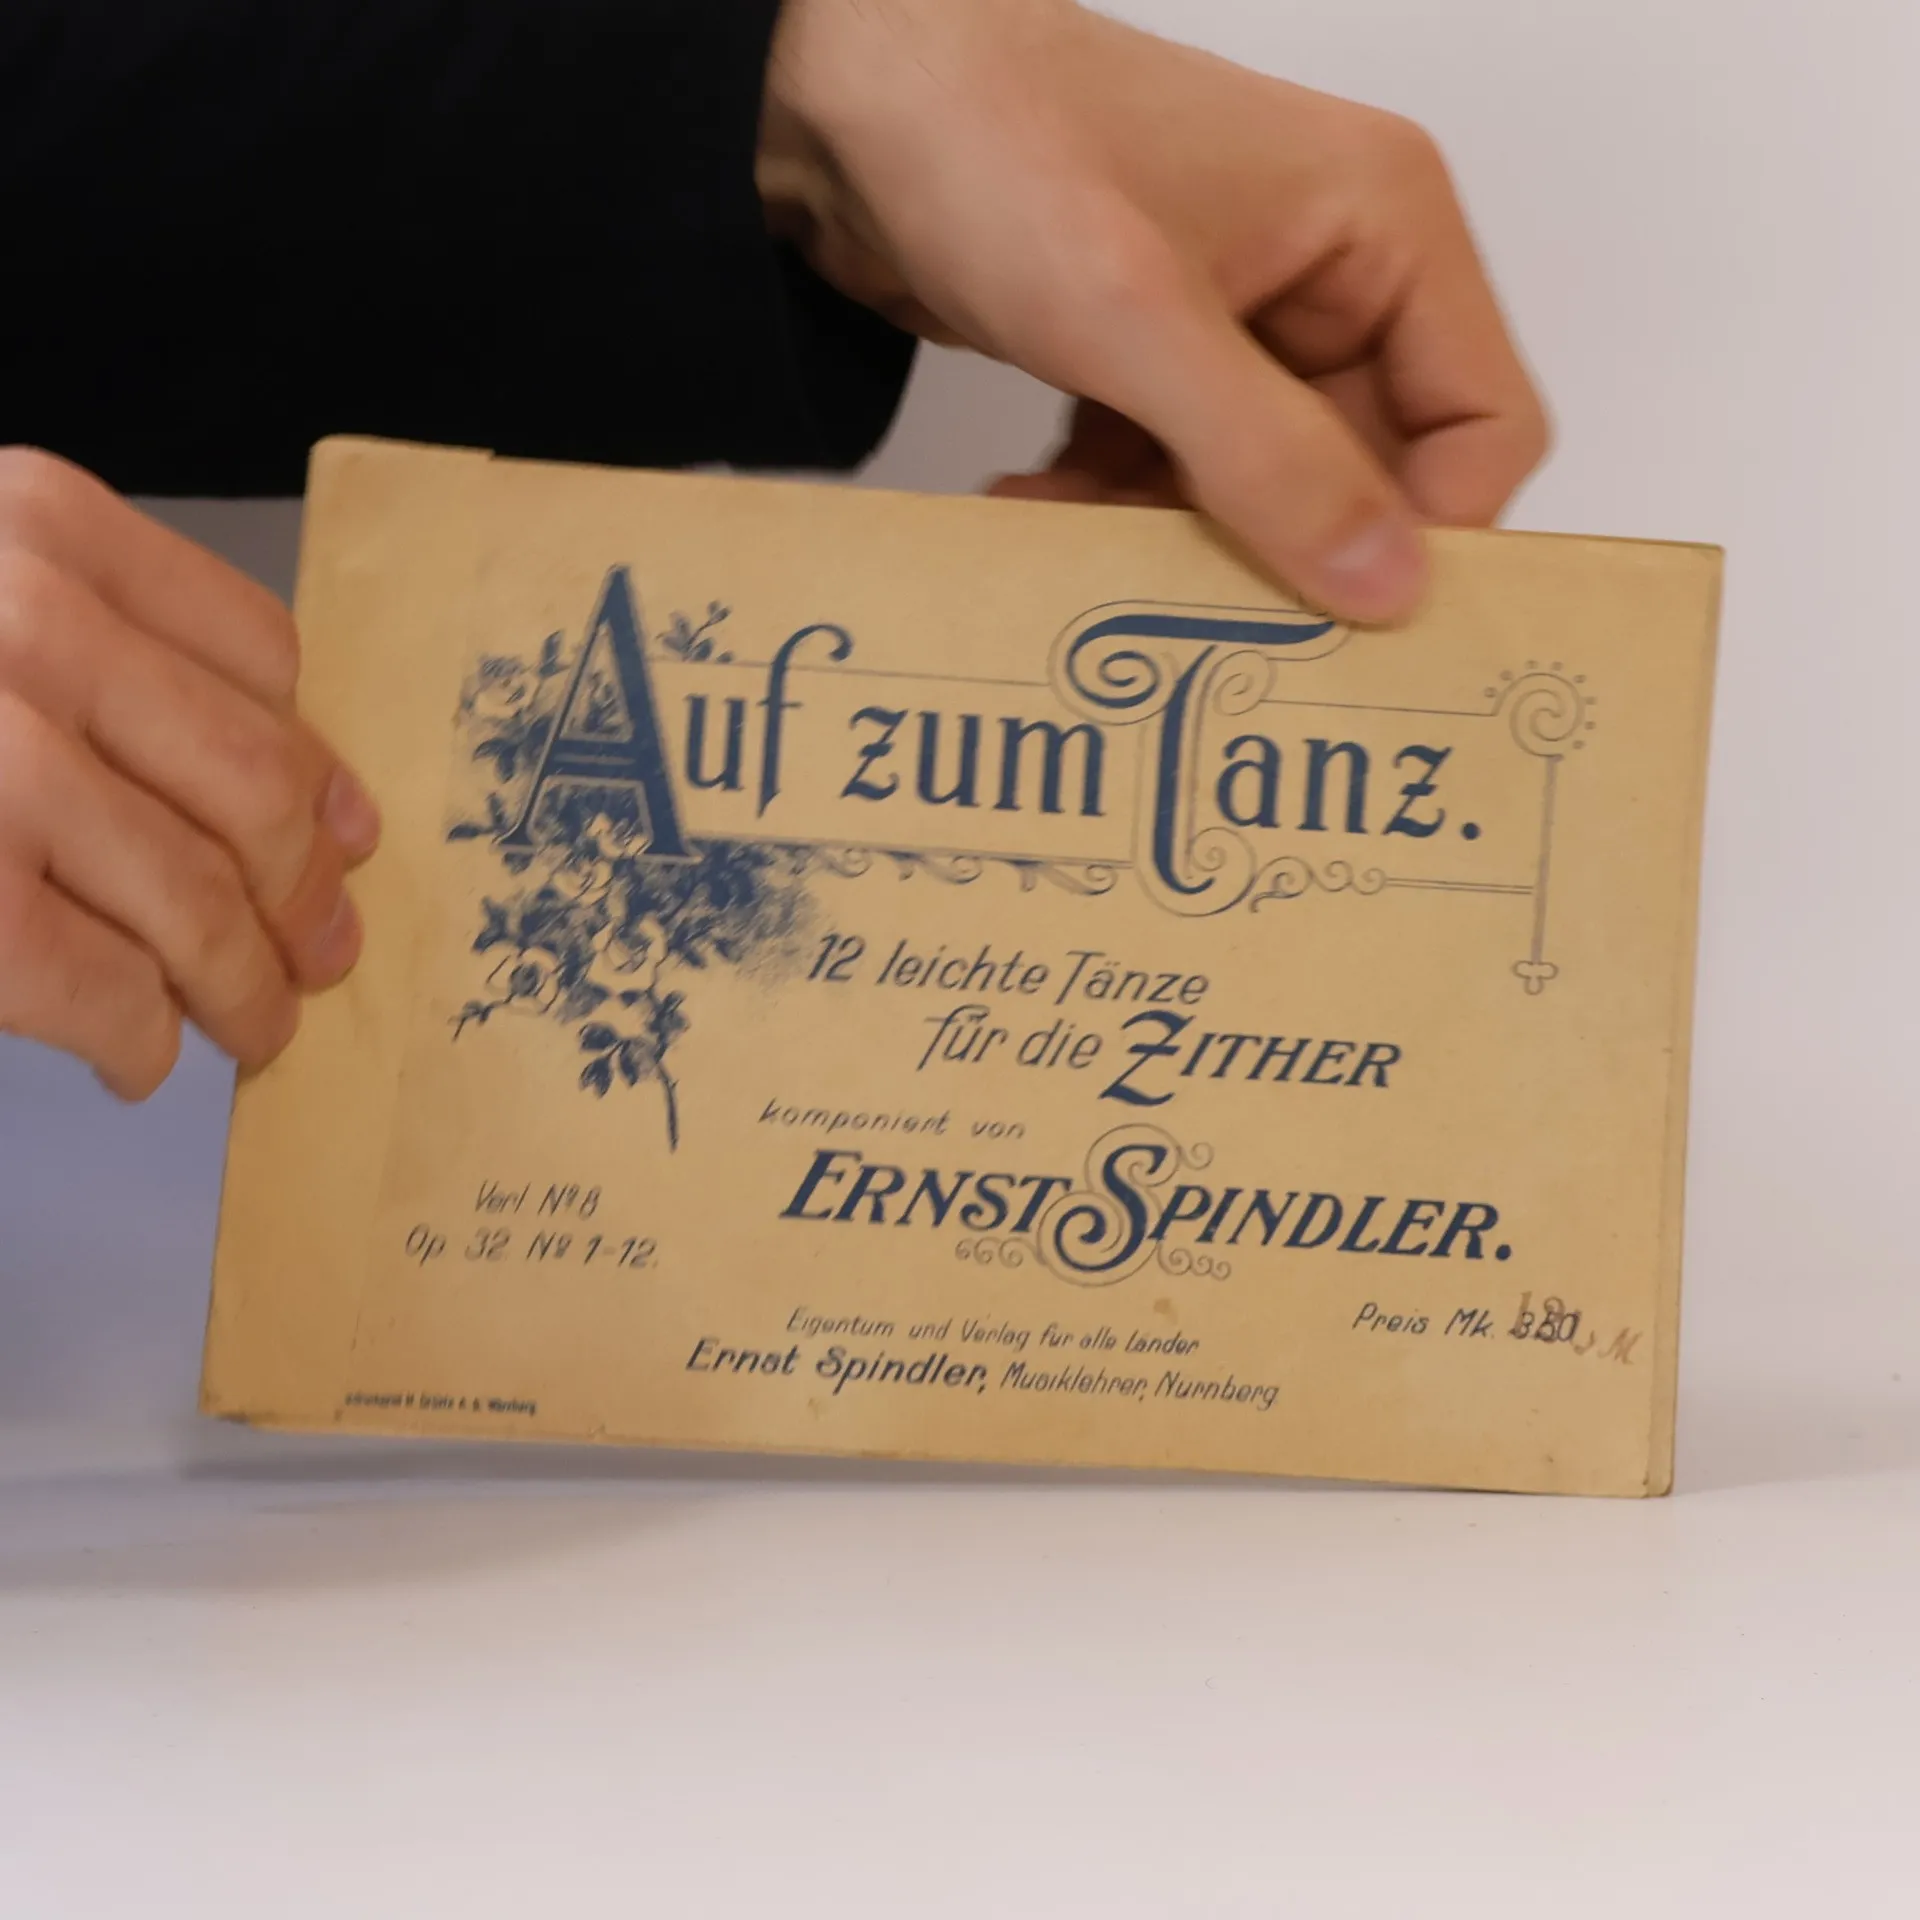 Auf zum Tanz.
12 leichte Tänze
für die ZITHER
komponiert von
ERNST SPINDLER.
Verl Nº 8
Op 32. Nº 1-12.
Preis Mk.
Eigentum und Verlag für alle Länder
Ernst Spindler, Musiklehrer, Nürnberg